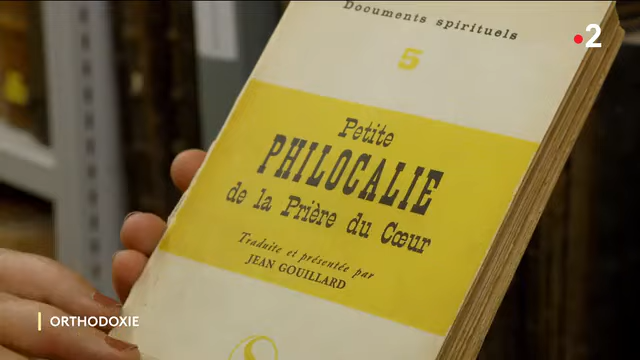 Documents spirituels
5
2
Petite
PHILOCALIE
de la Prière du Cœur
Traduite et présentée par
JEAN GOUILLARD
ORTHODOXIE